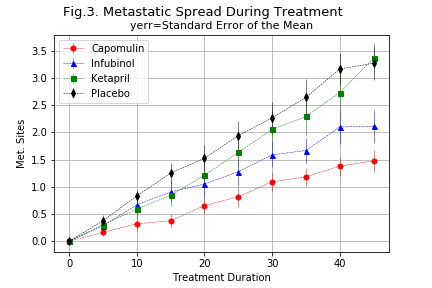 Fig.3. Metastatic Spread During Treatment
yerr=Standard Error of the Mean
Capomulin
Infubinol
Ketapril
Placebo
3.5
3.0
2.5
2.0
1.5
1.0
0.5
0.0
Met. Sites
0
10
20
30
40
Treatment Duration